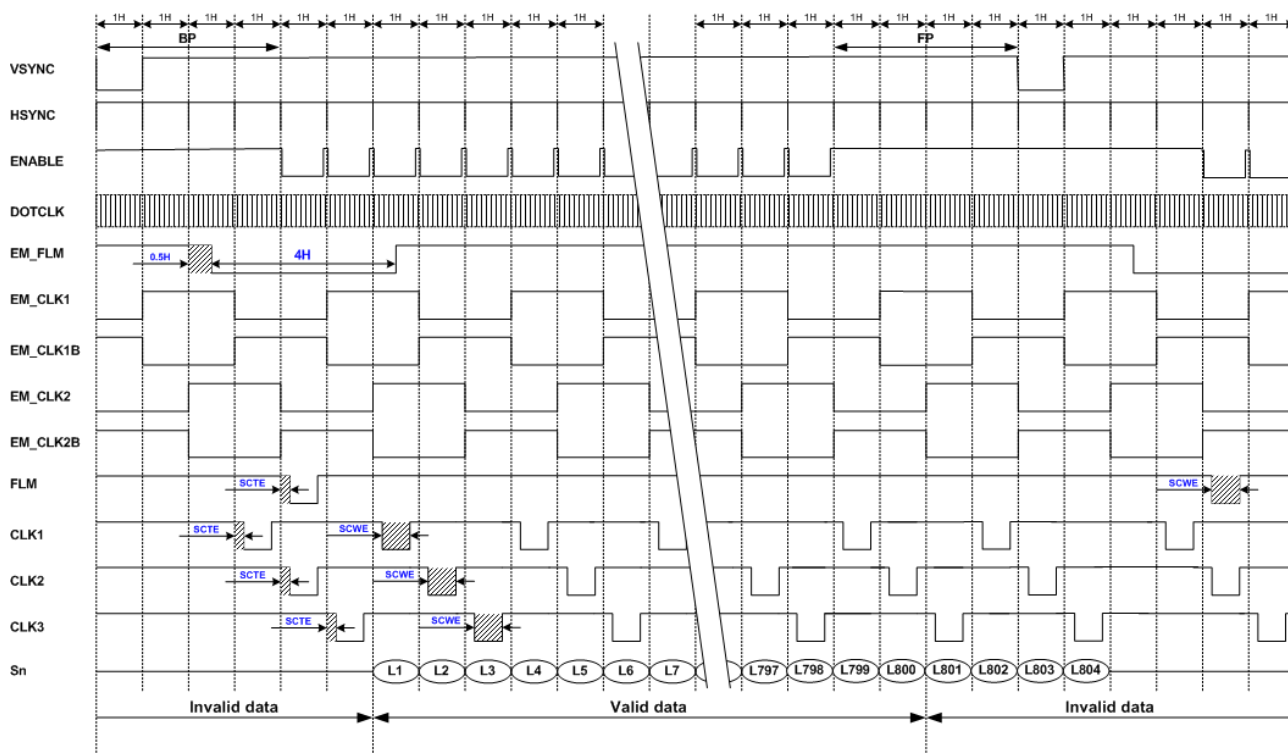 1H 1H 1H 1H 1H 1H 1H 1H 1H 1H 1H 1H 1H 1H 1H 1H 1H 1H 1H 1H 1H 1H 1H 1H
BP FP
VSYNC
HSYNC
ENABLE
DOTCLK
EM_FLM 0.5H 4H
EM_CLK1
EM_CLK1B
EM_CLK2
EM_CLK2B
FLM SCTE SCWE
CLK1 SCTE SCWE
CLK2 SCTE SCWE
CLK3 SCTE SCWE
Sn L1 L2 L3 L4 L5 L6 L7 L797 L798 L799 L800 L801 L802 L803 L804
Invalid data Valid data Invalid data